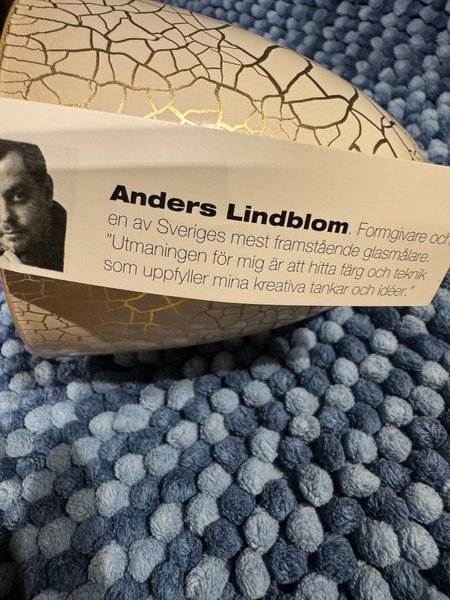 Anders Lindblom. Formgivare och
en av Sveriges mest framstående glasmålare.
"Utmaningen för mig är att hitta färg och teknik
som uppfyller mina kreativa tankar och idéer."